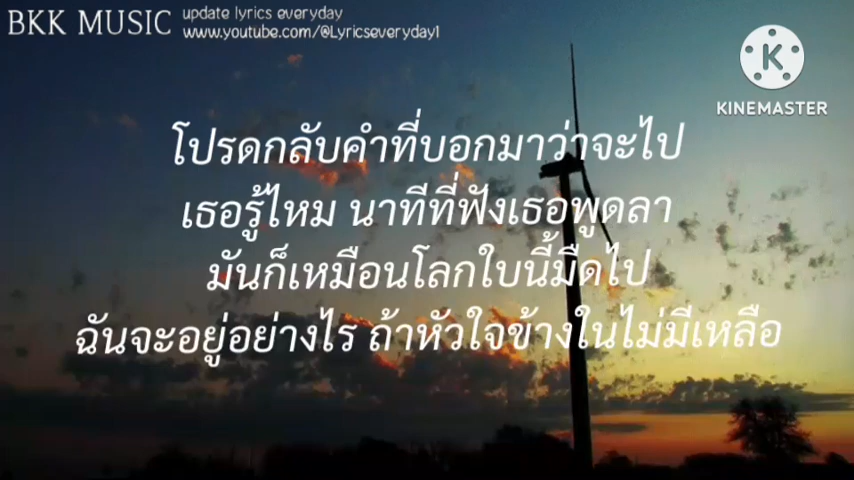 BKK MUSIC
update lyrics everyday
www.youtube.com/@Lyricseveryday1
KINEMASTER
โปรดกลับคำที่บอกมาว่าจะไป
เธอรู้ไหม นาทีที่ฟังเธอพูดลา
มันก็เหมือนโลกใบนี้มืดไป
ฉันจะอยู่อย่างไร ถ้าหัวใจข้างในไม่มีเหลือ